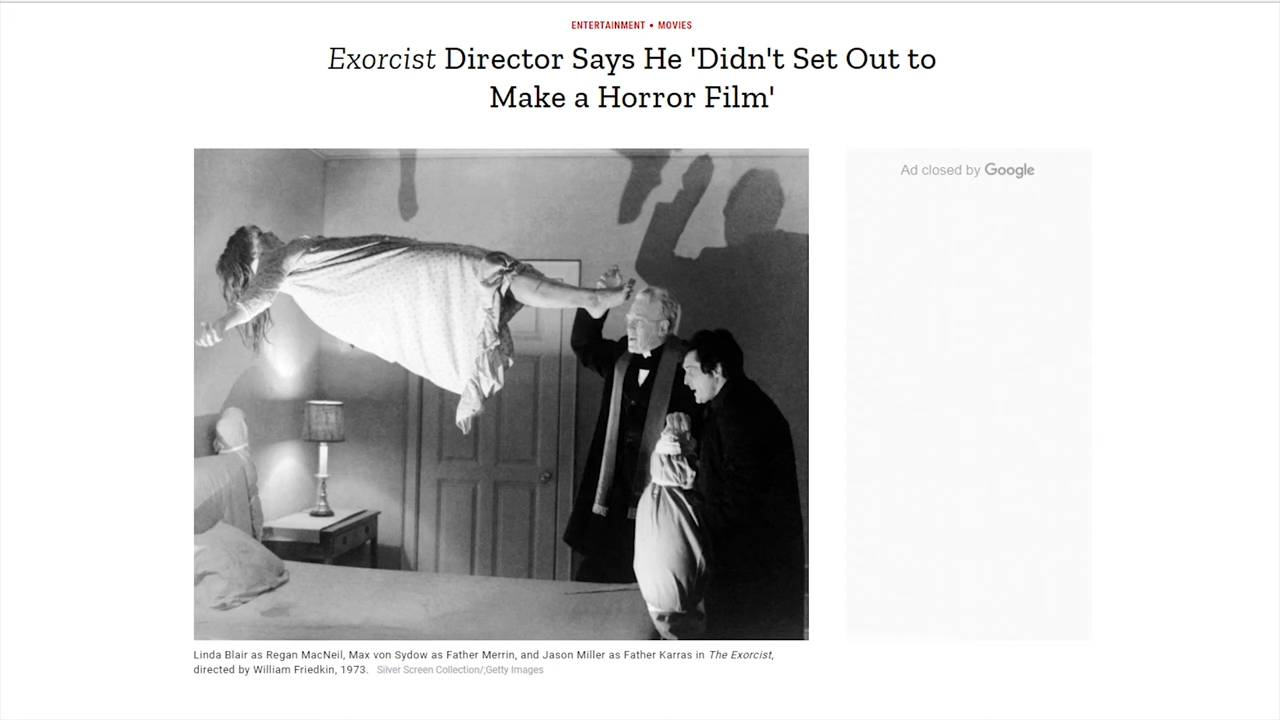 ENTERTAINMENT • MOVIES
Exorcist Director Says He 'Didn't Set Out to
Make a Horror Film'
Ad closed by Google
Linda Blair as Regan MacNeil, Max von Sydow as Father Merrin, and Jason Miller as Father Karras in The Exorcist,
directed by William Friedkin, 1973. Silver Screen Collection/;Getty Images